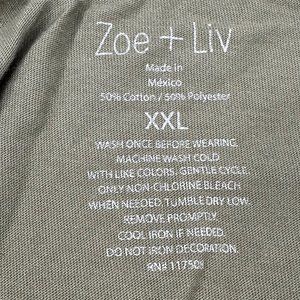 Zoe + Liv
Made in
México
50% Cotton / 50% Polyester
XXL
WASH ONCE BEFORE WEARING.
MACHINE WASH COLD
WITH LIKE COLORS. GENTLE CYCLE.
ONLY NON-CHLORINE BLEACH
WHEN NEEDED. TUMBLE DRY LOW.
REMOVE PROMPTLY.
COOL IRON IF NEEDED.
DO NOT IRON DECORATION.
RN# 117508